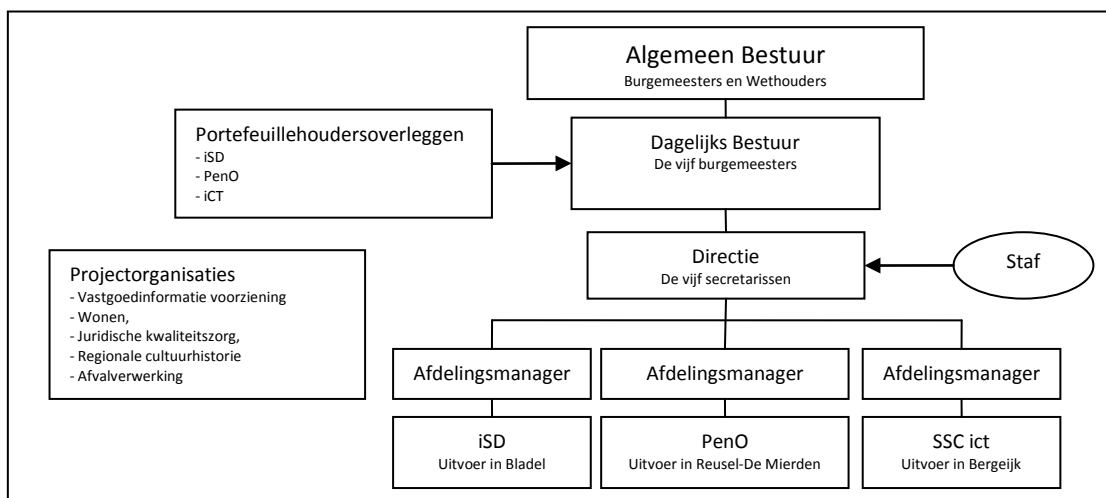 Algemeen Bestuur
Burgemeesters en Wethouders
Portefeuillehoudersoverleggen
- iSD
- PenO
- iCT
Dagelijks Bestuur
De vijf burgemeesters
Directie
De vijf secretarissen
Staf
Projectorganisaties
- Vastgoedinformatie voorziening
- Wonen,
- Juridische kwaliteitszorg,
- Regionale cultuurhistorie
- Afvalverwerking
Afdelingsmanager
Afdelingsmanager
Afdelingsmanager
iSD
Uitvoer in Bladel
PenO
Uitvoer in Reusel-De Mierden
SSC ict
Uitvoer in Bergeijk